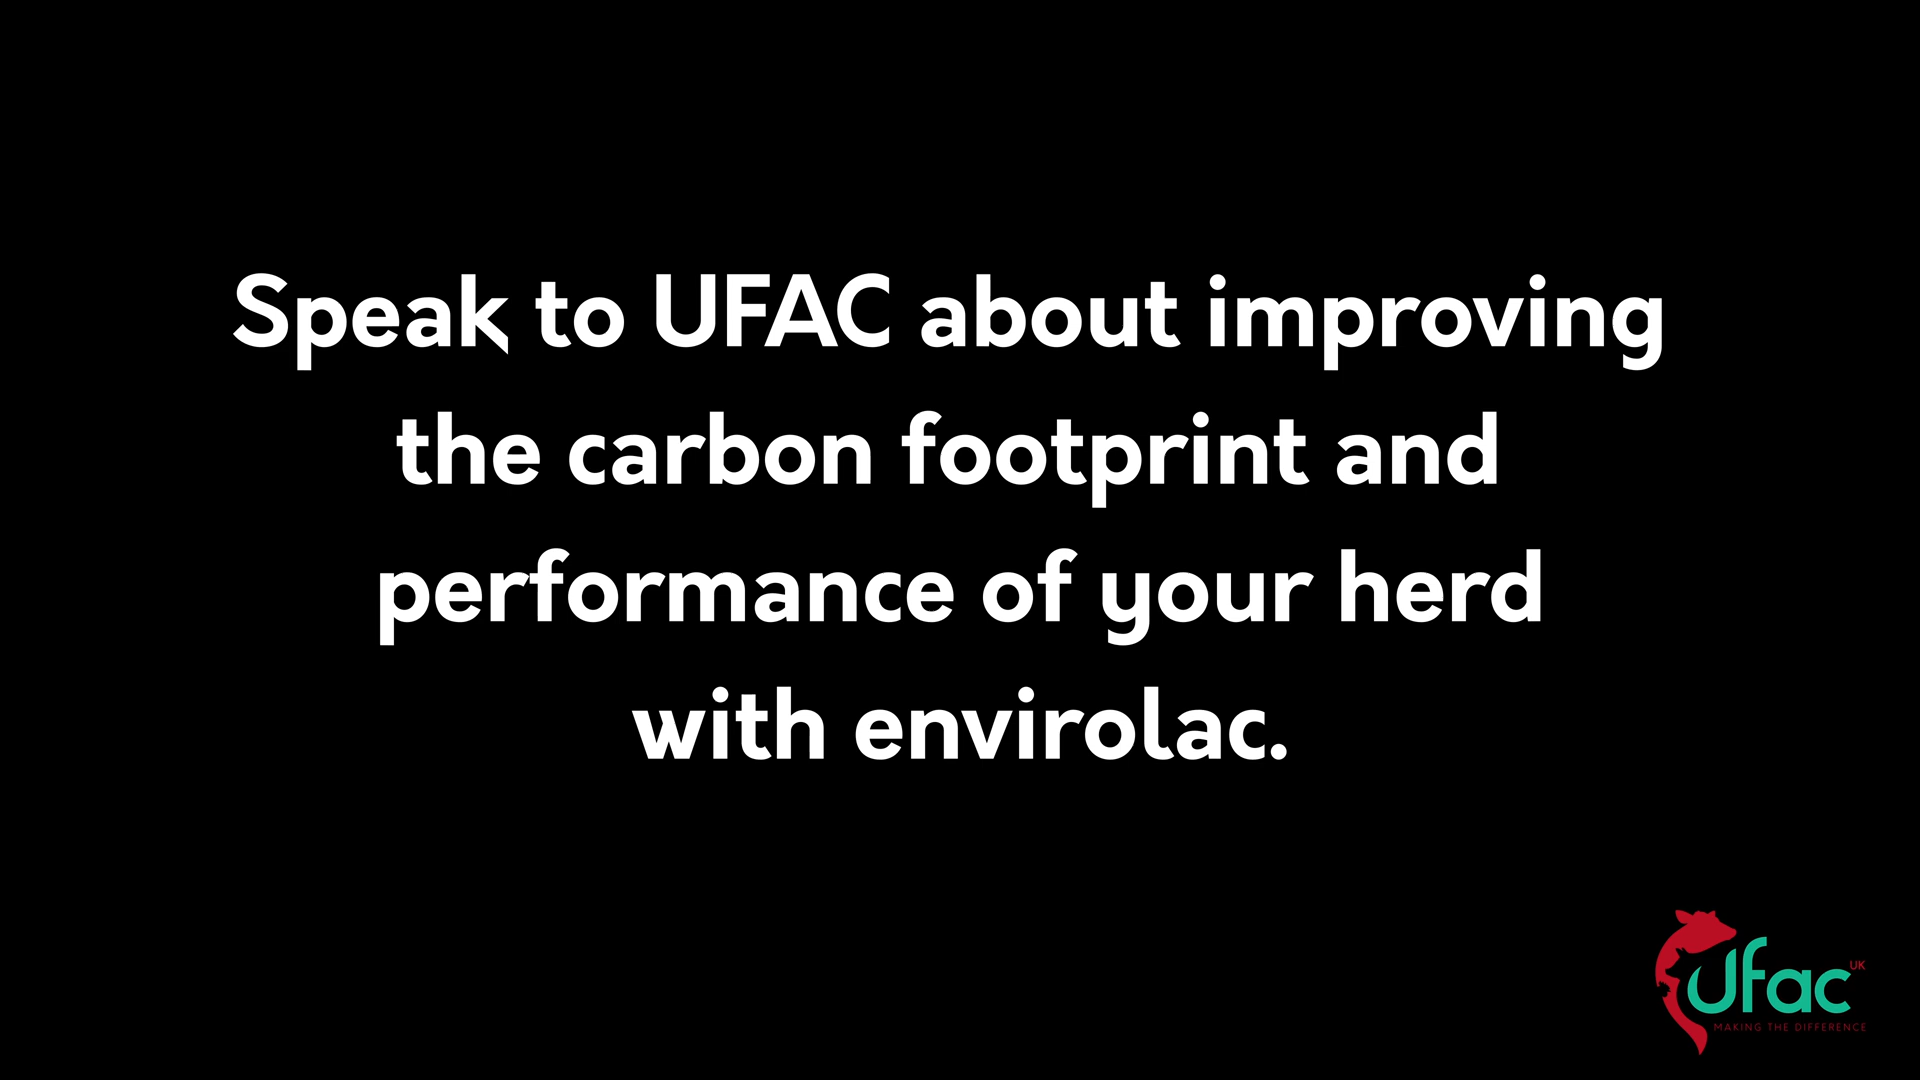 Speak to UFAC about improving
the carbon footprint and
performance of your herd
with envirolac.
Ufac UK
MAKING THE DIFFERENCE